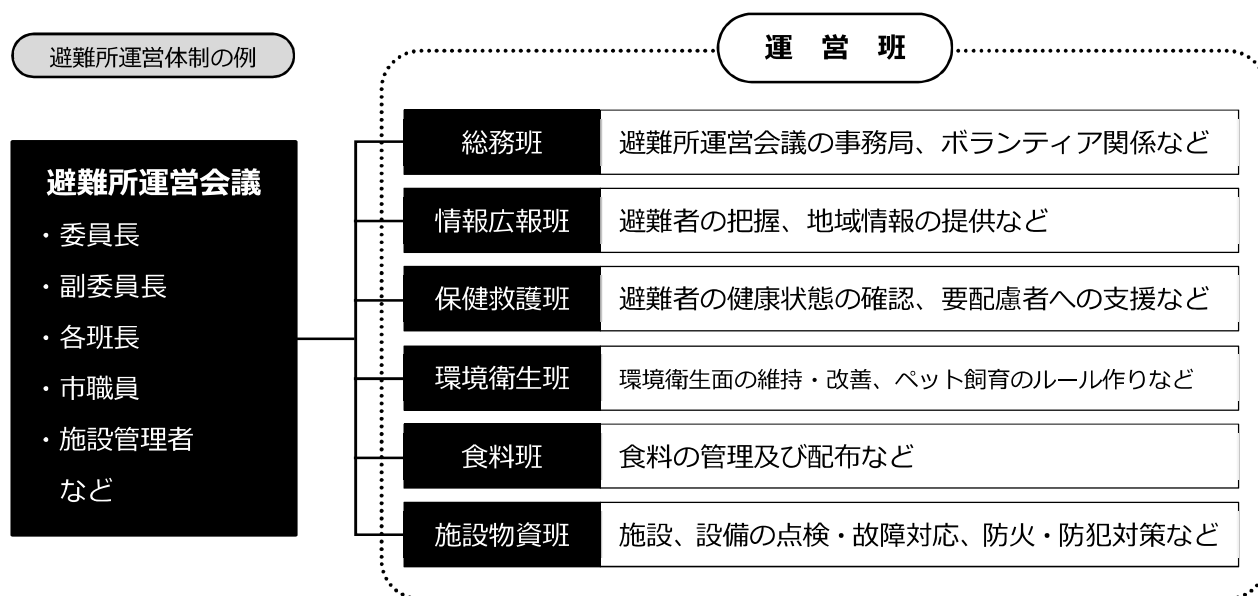 避難所運営体制の例
運営班
避難所運営会議
・委員長
・副委員長
・各班長
・市職員
・施設管理者
など
総務班 避難所運営会議の事務局、ボランティア関係など
情報広報班 避難者の把握、地域情報の提供など
保健救護班 避難者の健康状態の確認、要配慮者への支援など
環境衛生班 環境衛生面の維持・改善、ペット飼育のルール作りなど
食料班 食料の管理及び配布など
施設物資班 施設、設備の点検・故障対応、防火・防犯対策など